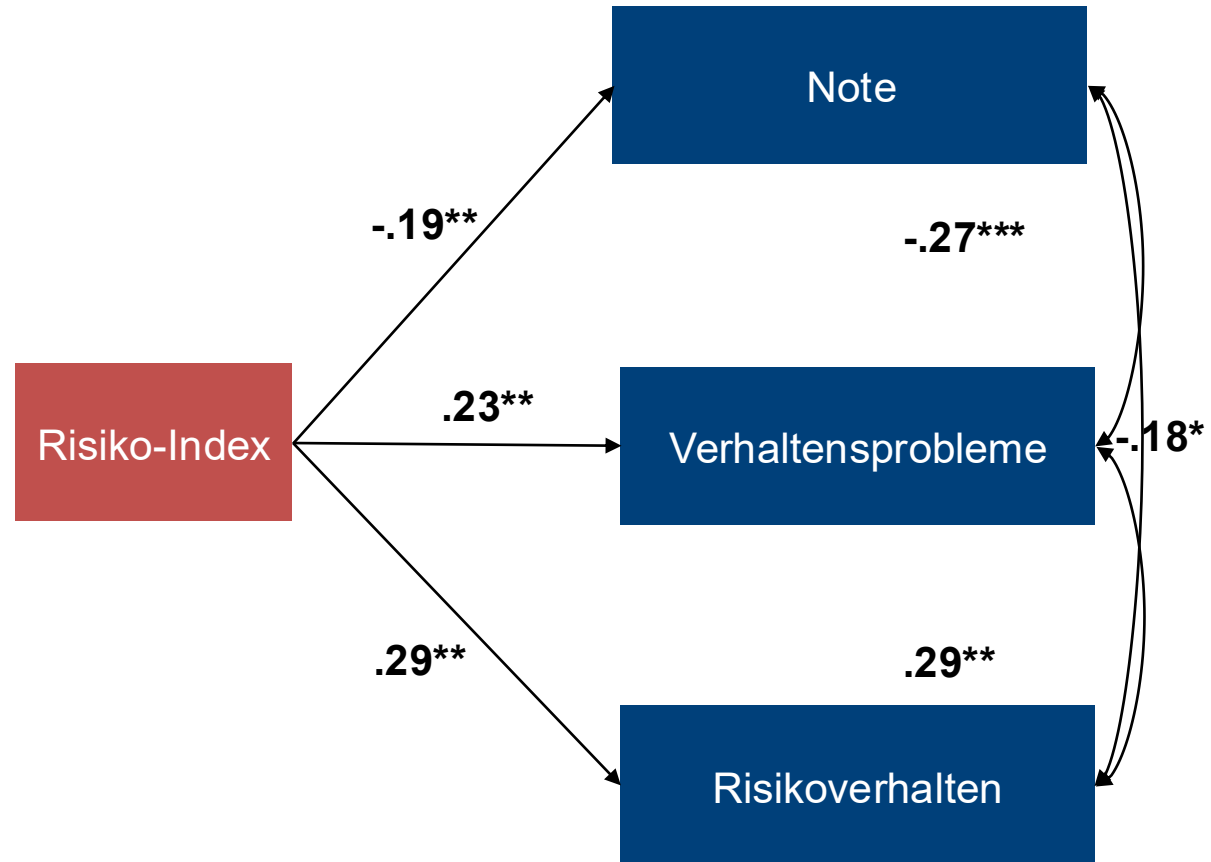 Note
-.19**
-.27***
Risiko-Index
.23**
Verhaltensprobleme
-.18*
.29**
.29**
Risikoverhalten